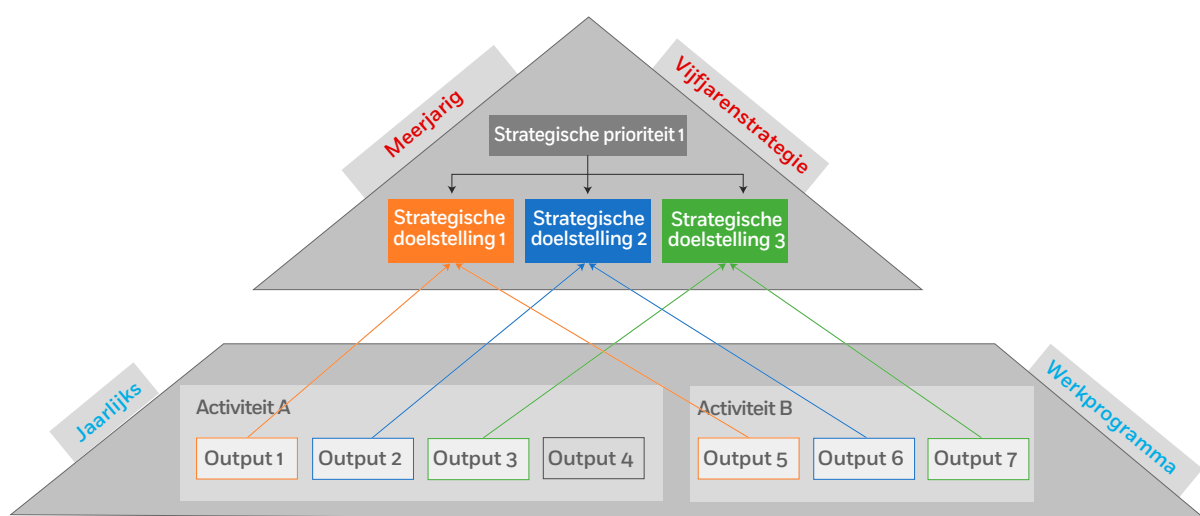 Meerjarig
Vijfjarenstrategie
Strategische prioriteit 1
Strategische
doelstelling 1
Strategische
doelstelling 2
Strategische
doelstelling 3
Jaarlijks
Werkprogramma
Activiteit A
Output 1
Output 2
Output 3
Output 4
Activiteit B
Output 5
Output 6
Output 7